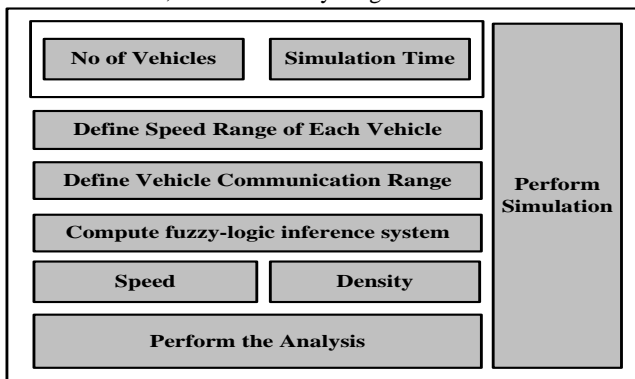 No of Vehicles
Simulation Time
Define Speed Range of Each Vehicle
Define Vehicle Communication Range
Compute fuzzy-logic inference system
Speed
Density
Perform the Analysis
Perform
Simulation